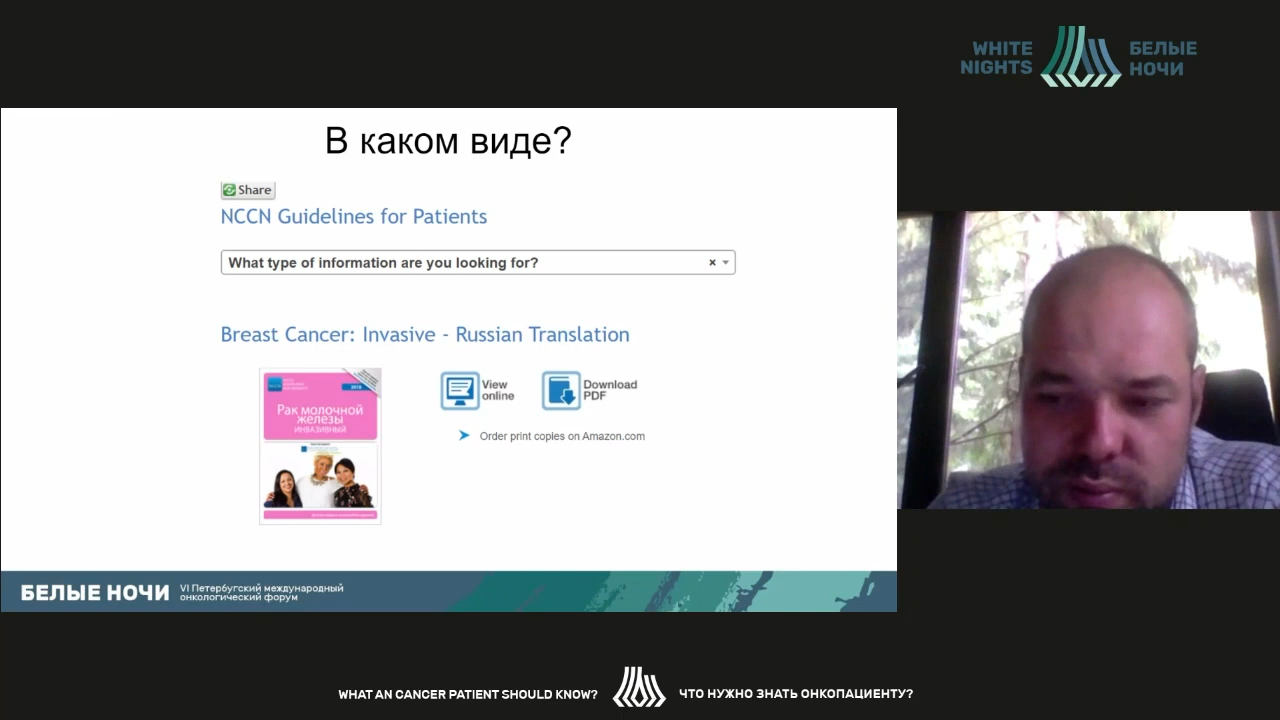 WHITE
NIGHTS
БЕЛЫЕ
НОЧИ
В каком виде?
Share
NCCN Guidelines for Patients
What type of information are you looking for?
Breast Cancer: Invasive - Russian Translation
2018
Рак молочной
железы
ИНВАЗИВНЫЙ
View
online
Download
PDF
Order print copies on Amazon.com
БЕЛЫЕ НОЧИ
VI Петербугский международный
онкологический форум
WHAT AN CANCER PATIENT SHOULD KNOW?
ЧТО НУЖНО ЗНАТЬ ОНКОПАЦИЕНТУ?